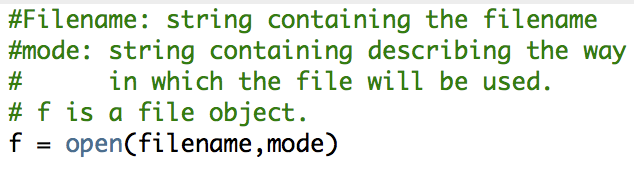 #Filename: string containing the filename
#mode: string containing describing the way
#      in which the file will be used.
# f is a file object.
f = open(filename,mode)